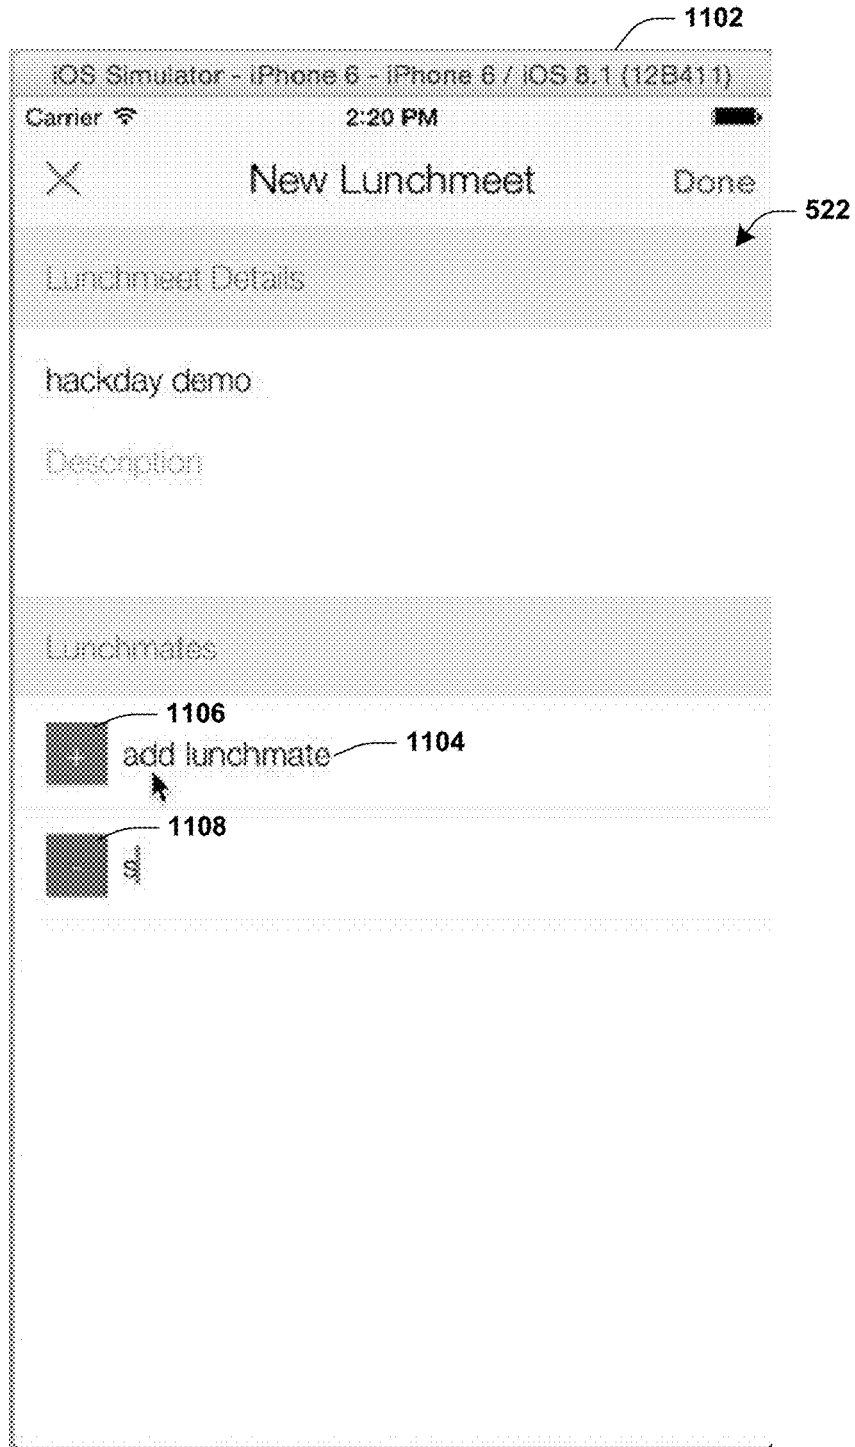 1102
iOS Simulator - iPhone 6 - iPhone 6 / iOS 8.1 (12B411)
Carrier 2:20 PM
New Lunchmeet Done
522
Lunchmeet Details
hackday demo
Description
Lunchmates
1106
add lunchmate 1104
1108